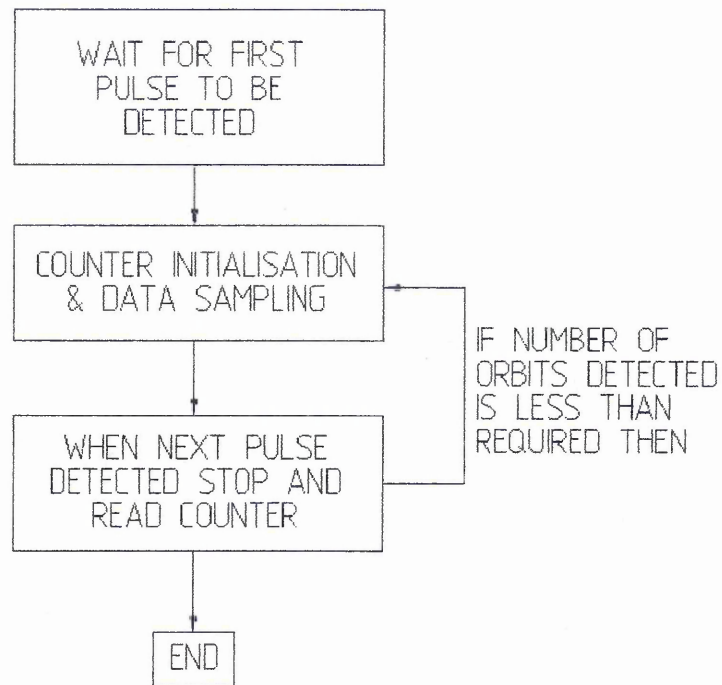 WAIT FOR FIRST
PULSE TO BE
DETECTED
COUNTER INITIALISATION
& DATA SAMPLING
IF NUMBER OF
ORBITS DETECTED
IS LESS THAN
REQUIRED THEN
WHEN NEXT PULSE
DETECTED STOP AND
READ COUNTER
END